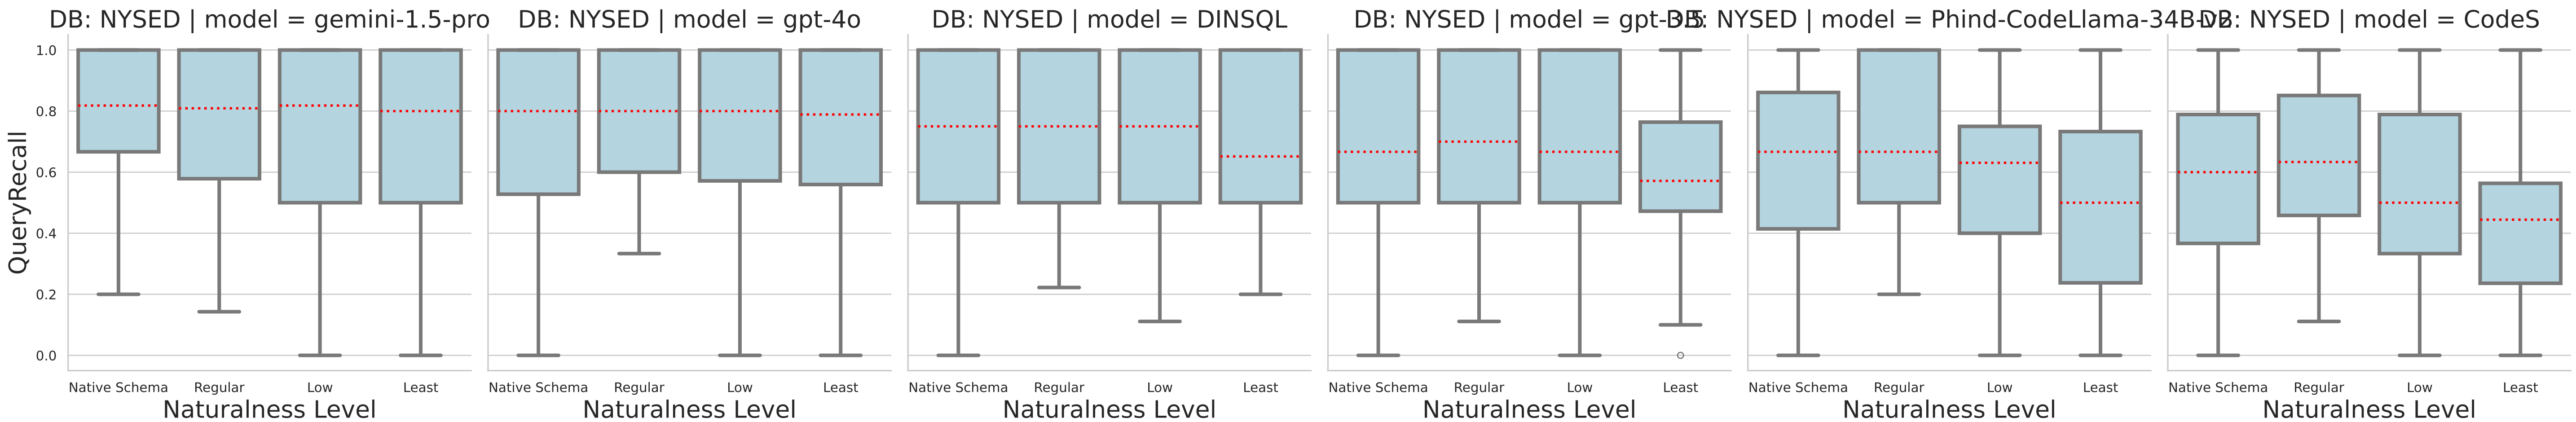 DB: NYSED | model = gemini-1.5-pro
DB: NYSED | model = gpt-4o
DB: NYSED | model = DINSQL
DB: NYSED | model = gpt-3.5
DB: NYSED | model = Phind-CodeLlama-34B-v2
DB: NYSED | model = CodeS
QueryRecall
1.0
0.8
0.6
0.4
0.2
0.0
Native Schema Regular Low Least
Naturalness Level
Native Schema Regular Low Least
Naturalness Level
Native Schema Regular Low Least
Naturalness Level
Native Schema Regular Low Least
Naturalness Level
Native Schema Regular Low Least
Naturalness Level
Native Schema Regular Low Least
Naturalness Level